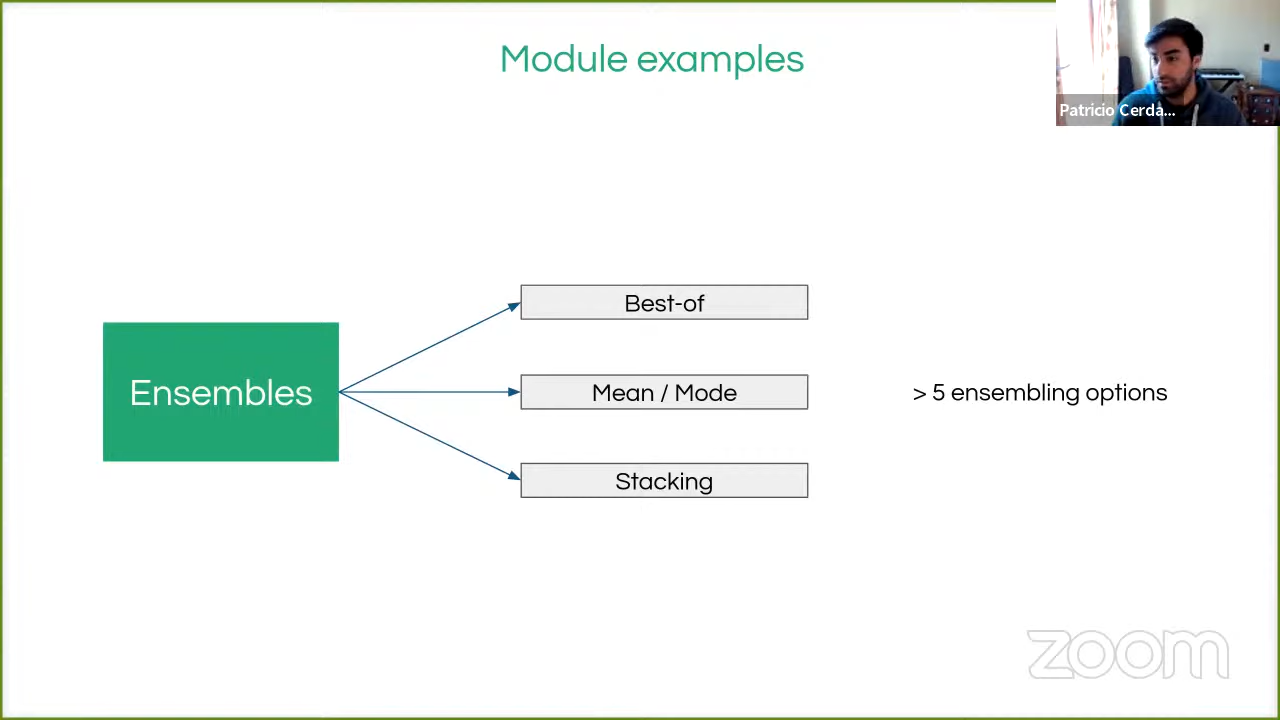 Module examples
Patricio Cerda...
Best-of
Ensembles
Mean / Mode
> 5 ensembling options
Stacking
zoom